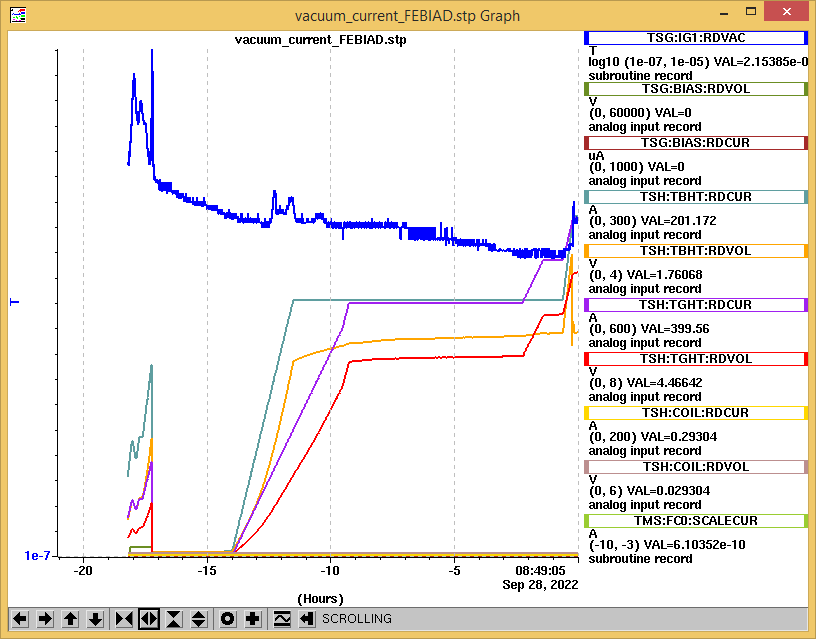 vacuum_current_FEBIAD.stp Graph
vacuum_current_FEBIAD.stp
T
1e-7
-20
-15
-10
-5
08:49:05
Sep 28, 2022
(Hours)
TSG:IG1:RDVAC
T
log10 (1e-07, 1e-05) VAL=2.15385e-0
subroutine record
TSG:BIAS:RDVOL
V
(0, 60000) VAL=0
analog input record
TSG:BIAS:RDCUR
uA
(0, 1000) VAL=0
analog input record
TSH:TBHT:RDCUR
A
(0, 300) VAL=201.172
analog input record
TSH:TBHT:RDVOL
V
(0, 4) VAL=1.76068
analog input record
TSH:TGHT:RDCUR
A
(0, 600) VAL=399.56
analog input record
TSH:TGHT:RDVOL
V
(0, 8) VAL=4.46642
analog input record
TSH:COIL:RDCUR
A
(0, 200) VAL=0.29304
analog input record
TSH:COIL:RDVOL
V
(0, 6) VAL=0.029304
analog input record
TMS:FC0:SCALECUR
A
(-10, -3) VAL=6.10352e-10
subroutine record
SCROLLING